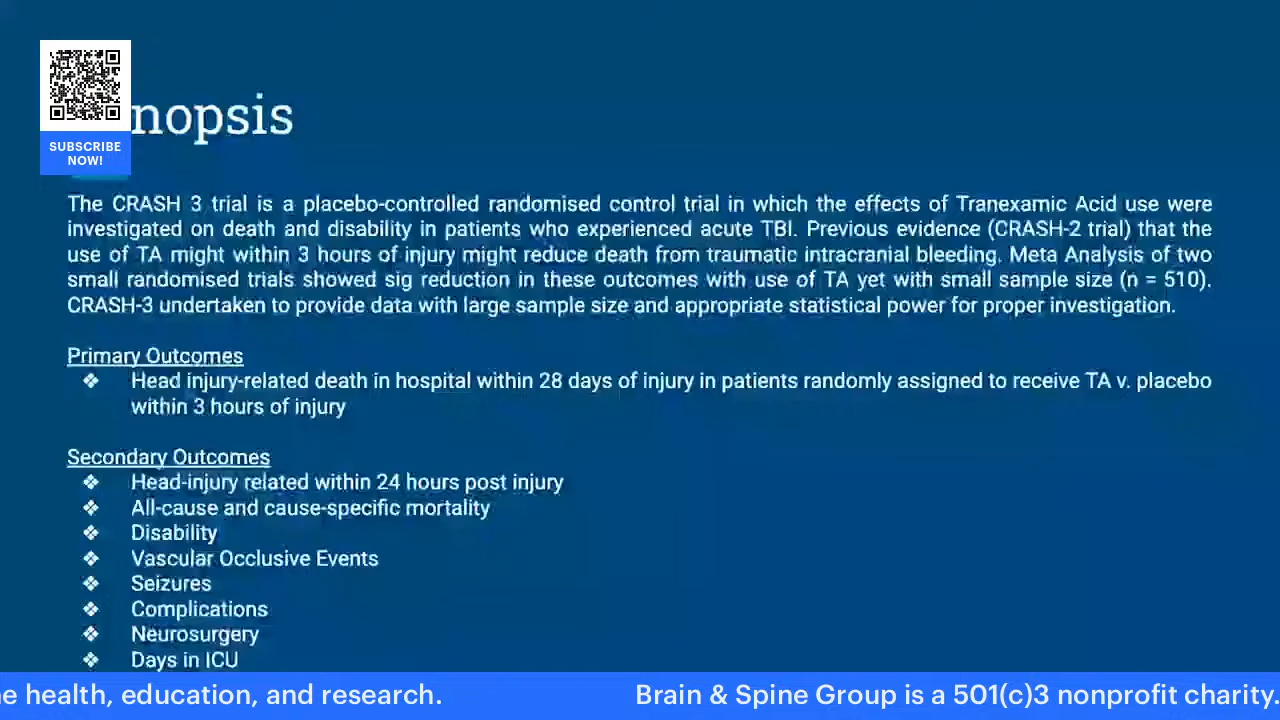 nopsis
SUBSCRIBE
NOW!
The CRASH 3 trial is a placebo-controlled randomised control trial in which the effects of Tranexamic Acid use were
investigated on death and disability in patients who experienced acute TBI. Previous evidence (CRASH-2 trial) that the
use of TA might within 3 hours of injury might reduce death from traumatic intracranial bleeding. Meta Analysis of two
small randomised trials showed sig reduction in these outcomes with use of TA yet with small sample size (n = 510).
CRASH-3 undertaken to provide data with large sample size and appropriate statistical power for proper investigation.
Primary Outcomes
❖ Head injury-related death in hospital within 28 days of injury in patients randomly assigned to receive TA v. placebo
within 3 hours of injury
Secondary Outcomes
❖ Head-injury related within 24 hours post injury
❖ All-cause and cause-specific mortality
❖ Disability
❖ Vascular Occlusive Events
❖ Seizures
❖ Complications
❖ Neurosurgery
❖ Days in ICU
e health, education, and research. Brain & Spine Group is a 501(c)3 nonprofit charity.